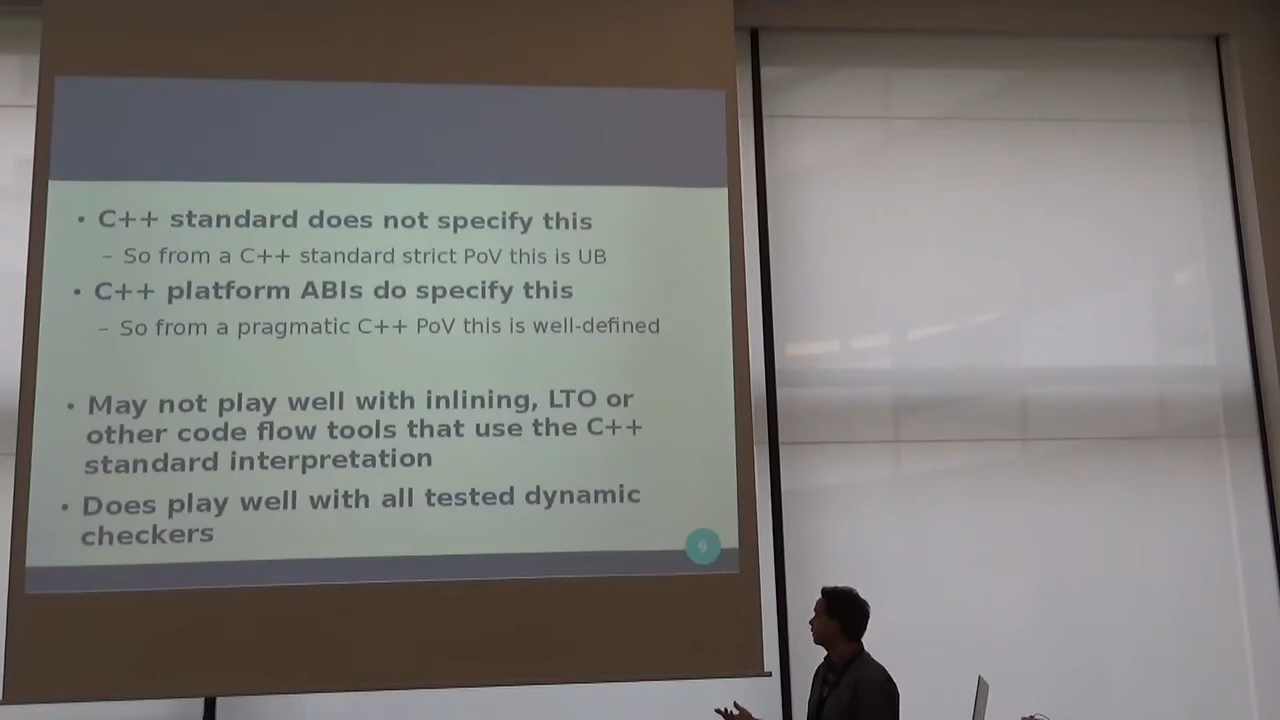 • C++ standard does not specify this
– So from a C++ standard strict PoV this is UB
• C++ platform ABIs do specify this
– So from a pragmatic C++ PoV this is well-defined
• May not play well with inlining, LTO or
other code flow tools that use the C++
standard interpretation
• Does play well with all tested dynamic
checkers
9